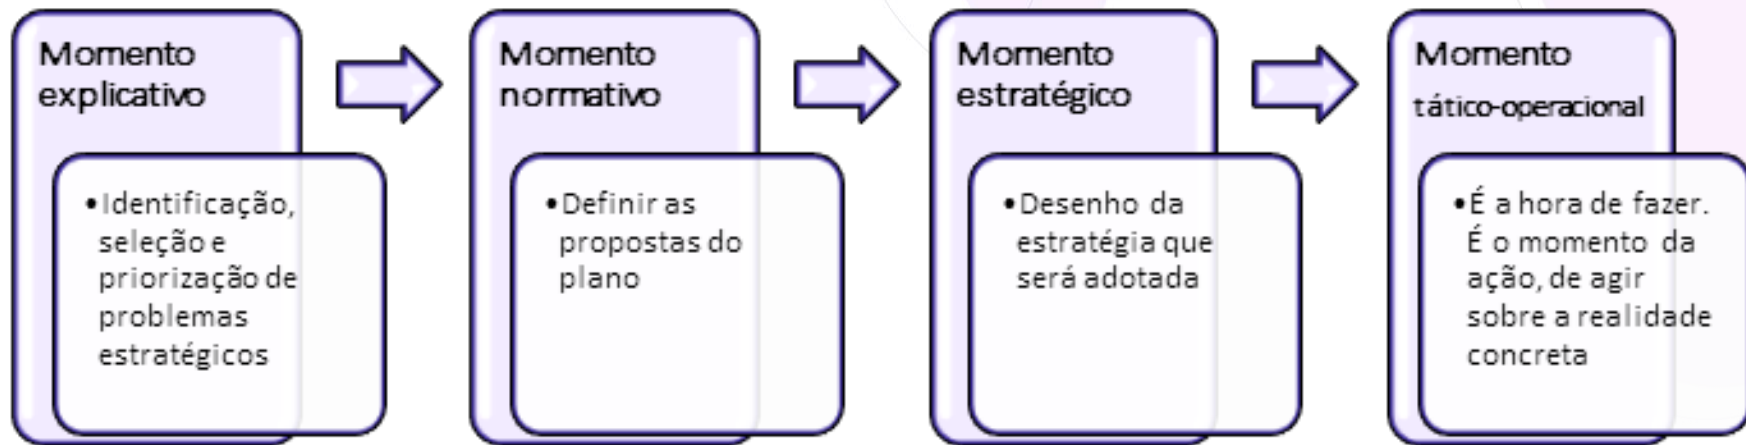 Momento
explicativo
•Identificação,
seleção e
priorização de
problemas
estratégicos
Momento
normativo
•Definir as
propostas do
plano
Momento
estratégico
•Desenho da
estratégia que
será adotada
Momento
tático-operacional
•É a hora de fazer.
É o momento da
ação, de agir
sobre a realidade
concreta